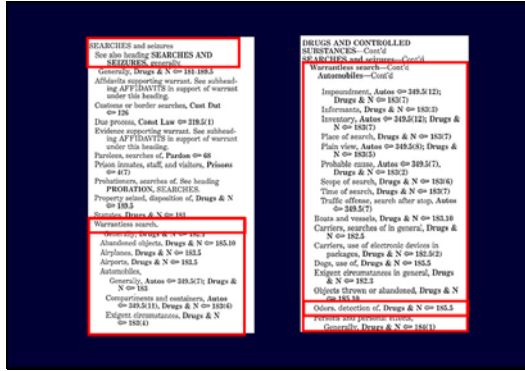 SEARCHES and seizures
See also heading SEARCHES AND
SEIZURES, generally
Generally, Drugs & N ⚿ 181-189.5
Affidavits supporting warrant. See subhead-
ing AFFIDAVITS in support of warrant
under this heading.
Customs or border searches, Cust Dut
⚿ 126
Due process, Const Law ⚿ 319.5(1)
Evidence supporting warrant. See subhead-
ing AFFIDAVITS in support of warrant
under this heading.
Parolees, searches of, Pardon ⚿ 68
Prison inmates, staff, and visitors, Prisons
⚿ 4(7)
Probationers, searches of. See heading
PROBATION, SEARCHES.
Property seized, disposition of, Drugs & N
⚿ 189.5
Statutes, Drugs & N ⚿ 181
Warrantless search,
Generally, Drugs & N ⚿ 182.1
Abandoned objects, Drugs & N ⚿ 185.10
Airplanes, Drugs & N ⚿ 183.5
Airports, Drugs & N ⚿ 182.5
Automobiles,
Generally, Autos ⚿ 349.5(7); Drugs &
N ⚿ 183
Compartments and containers, Autos
⚿ 349.5(11), Drugs & N ⚿ 183(6)
Exigent circumstances, Drugs & N
⚿ 183(4)
DRUGS AND CONTROLLED
SUBSTANCES—Cont'd
SEARCHES and seizures—Cont'd
Warrantless search—Cont'd
Automobiles—Cont'd
Impoundment, Autos ⚿ 349.5(12);
Drugs & N ⚿ 183(7)
Informants, Drugs & N ⚿ 183(3)
Inventory, Autos ⚿ 349.5(12); Drugs &
N ⚿ 183(7)
Place of search, Drugs & N ⚿ 183(7)
Plain view, Autos ⚿ 349.5(8); Drugs &
N ⚿ 183(5)
Probable cause, Autos ⚿ 349.5(7),
Drugs & N ⚿ 183(2)
Scope of search, Drugs & N ⚿ 183(6)
Time of search, Drugs & N ⚿ 183(7)
Traffic offense, search after stop, Autos
⚿ 349.5(7)
Boats and vessels, Drugs & N ⚿ 183.10
Carriers, searches of in general, Drugs &
N ⚿ 182.5
Carriers, use of electronic devices in
packages, Drugs & N ⚿ 182.5(2)
Dogs, use of, Drugs & N ⚿ 185.5
Exigent circumstances in general, Drugs
& N ⚿ 182.3
Objects thrown or abandoned, Drugs & N
⚿ 185.10
Odors, detection of, Drugs & N ⚿ 185.5
Persons and personal effects,
Generally, Drugs & N ⚿ 184(1)